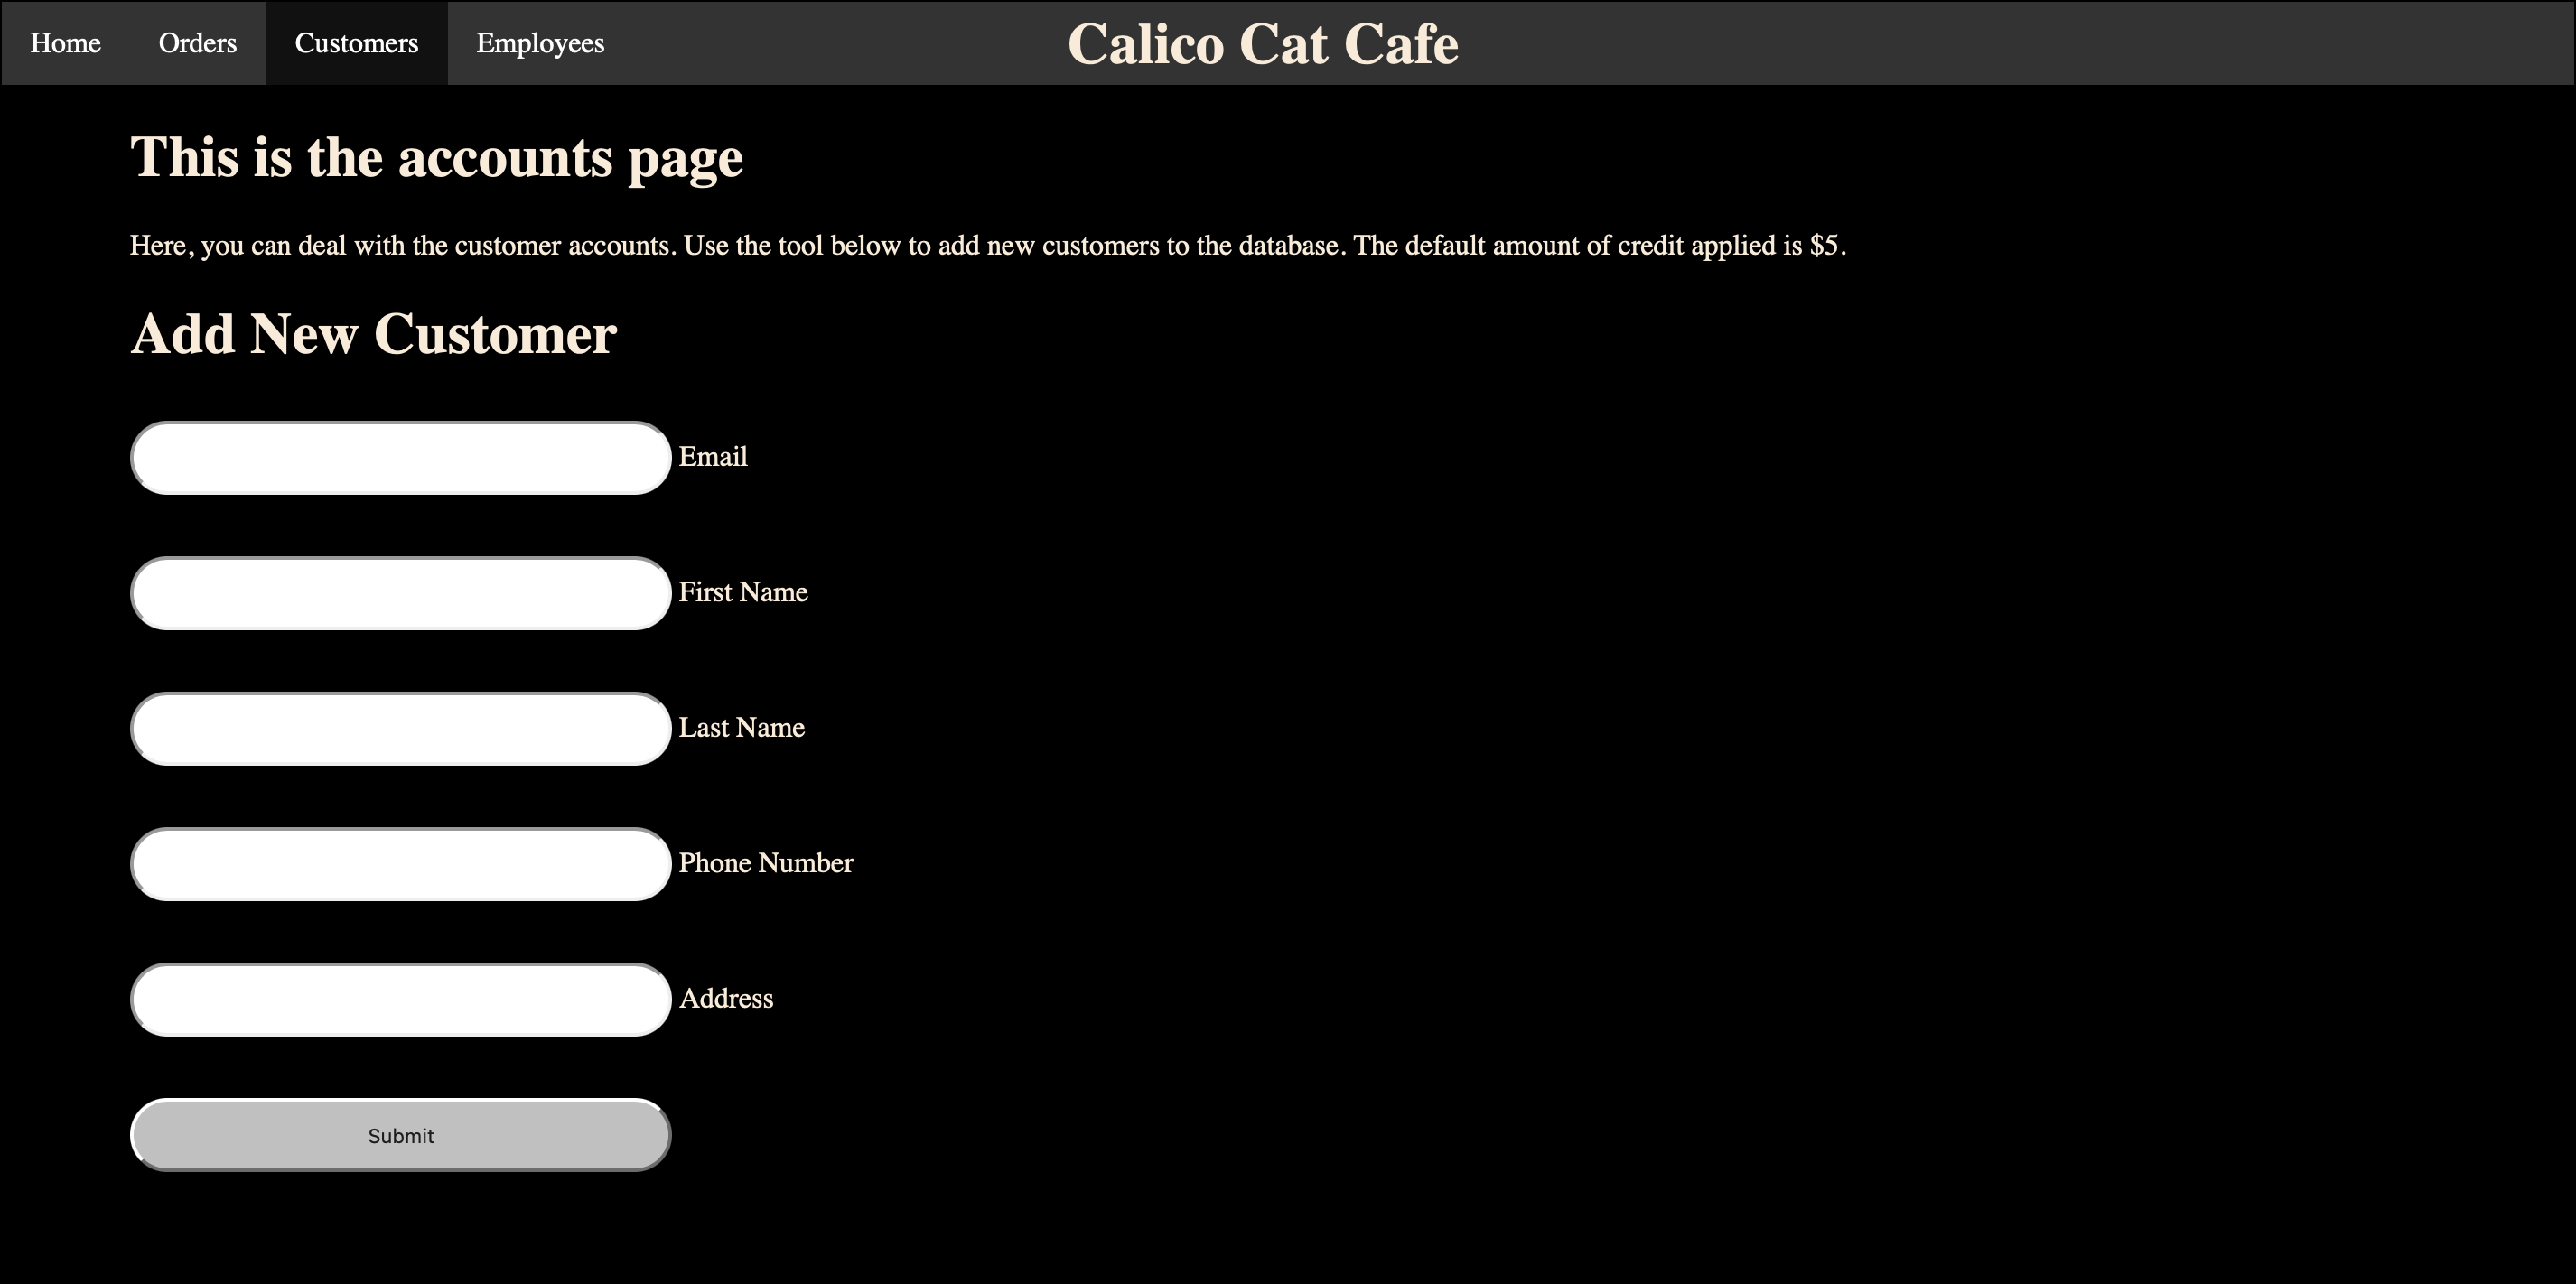 Home Orders Customers Employees Calico Cat Cafe
This is the accounts page
Here, you can deal with the customer accounts. Use the tool below to add new customers to the database. The default amount of credit applied is $5.
Add New Customer
Email
First Name
Last Name
Phone Number
Address
Submit